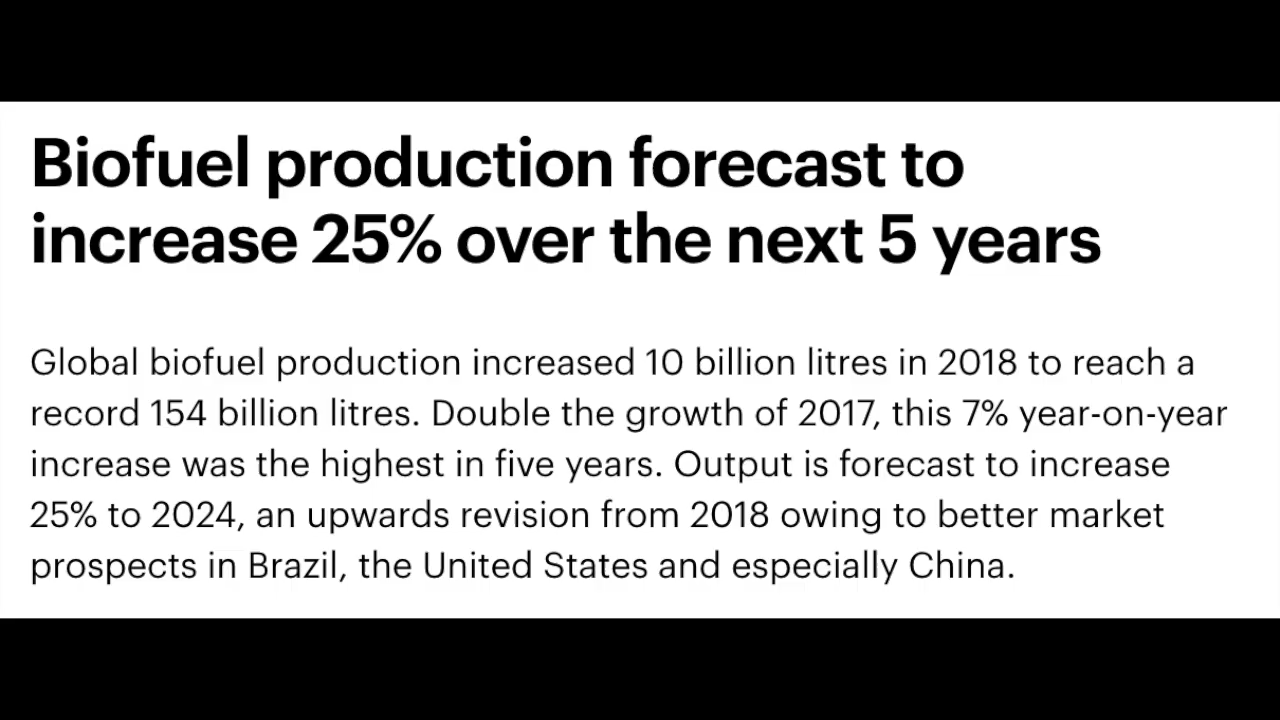 Biofuel production forecast to
increase 25% over the next 5 years
Global biofuel production increased 10 billion litres in 2018 to reach a
record 154 billion litres. Double the growth of 2017, this 7% year-on-year
increase was the highest in five years. Output is forecast to increase
25% to 2024, an upwards revision from 2018 owing to better market
prospects in Brazil, the United States and especially China.